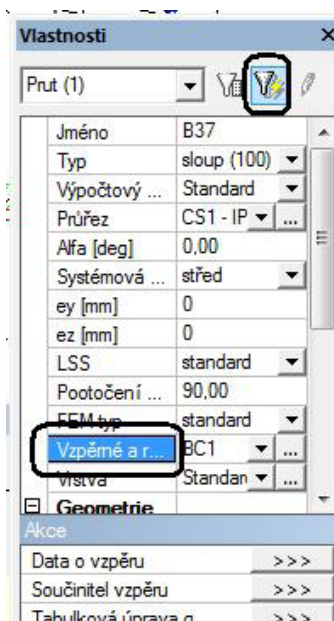 Vlastnosti
Prut (1)
Jméno B37
Typ sloup (100)
Výpočtový ... Standard
Průřez CS1 - IP ...
Alfa [deg] 0,00
Systémová ... střed
ey [mm] 0
ez [mm] 0
LSS standard
Pootočení ... 90,00
FEM typ standard
Vzpěrné a r... BC1 ...
Vrstva Standan ...
Geometrie
Akce
Data o vzpěru >>>
Součinitel vzpěru >>>
Tabulková úprava g... >>>